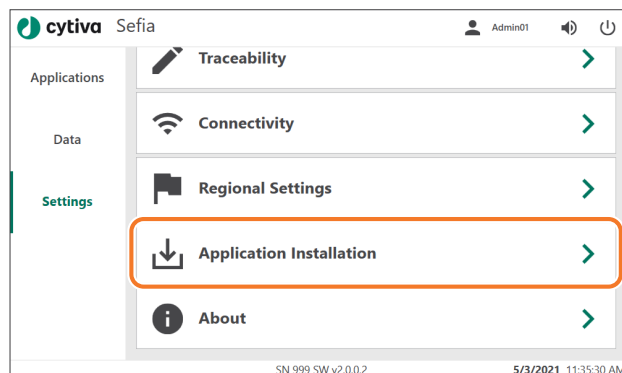 cytiva Sefia Admin01
Traceability
Applications
Connectivity
Data
Regional Settings
Settings
Application Installation
About
SN 999 SW v2.0.0.2 5/3/2021 11:35:30 AM